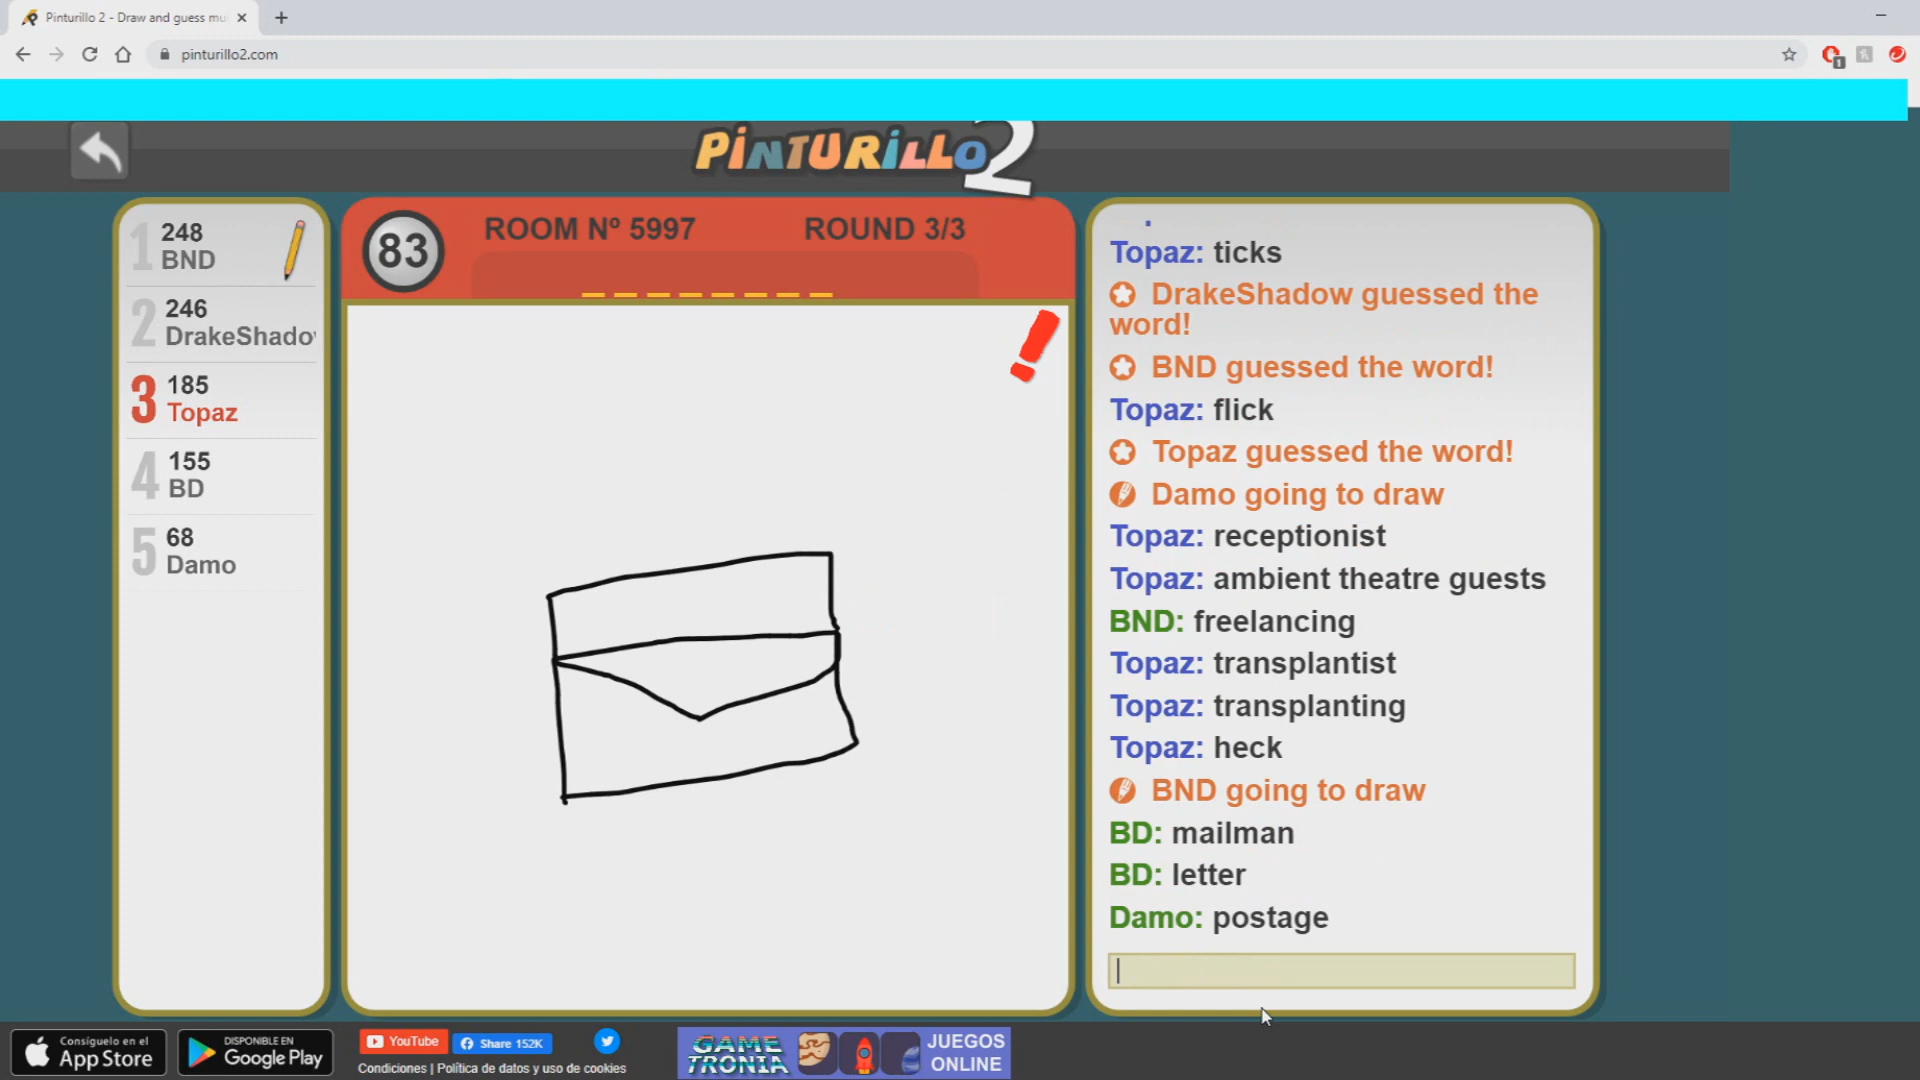 Pinturillo 2 - Draw and guess mu
pinturillo2.com
1
PiNTURiLLO2
1 248
BND
2 246
DrakeShado
3 185
Topaz
4 155
BD
5 68
Damo
83
ROOM Nº 5997
ROUND 3/3
_ _ _ _ _ _ _ _
!
Topaz: ticks
DrakeShadow guessed the
word!
BND guessed the word!
Topaz: flick
Topaz guessed the word!
Damo going to draw
Topaz: receptionist
Topaz: ambient theatre guests
BND: freelancing
Topaz: transplantist
Topaz: transplanting
Topaz: heck
BND going to draw
BD: mailman
BD: letter
Damo: postage
Consíguelo en el
App Store
DISPONIBLE EN
Google Play
YouTube
Share 152K
Condiciones | Política de datos y uso de cookies
GAME
TRONIA
JUEGOS
ONLINE